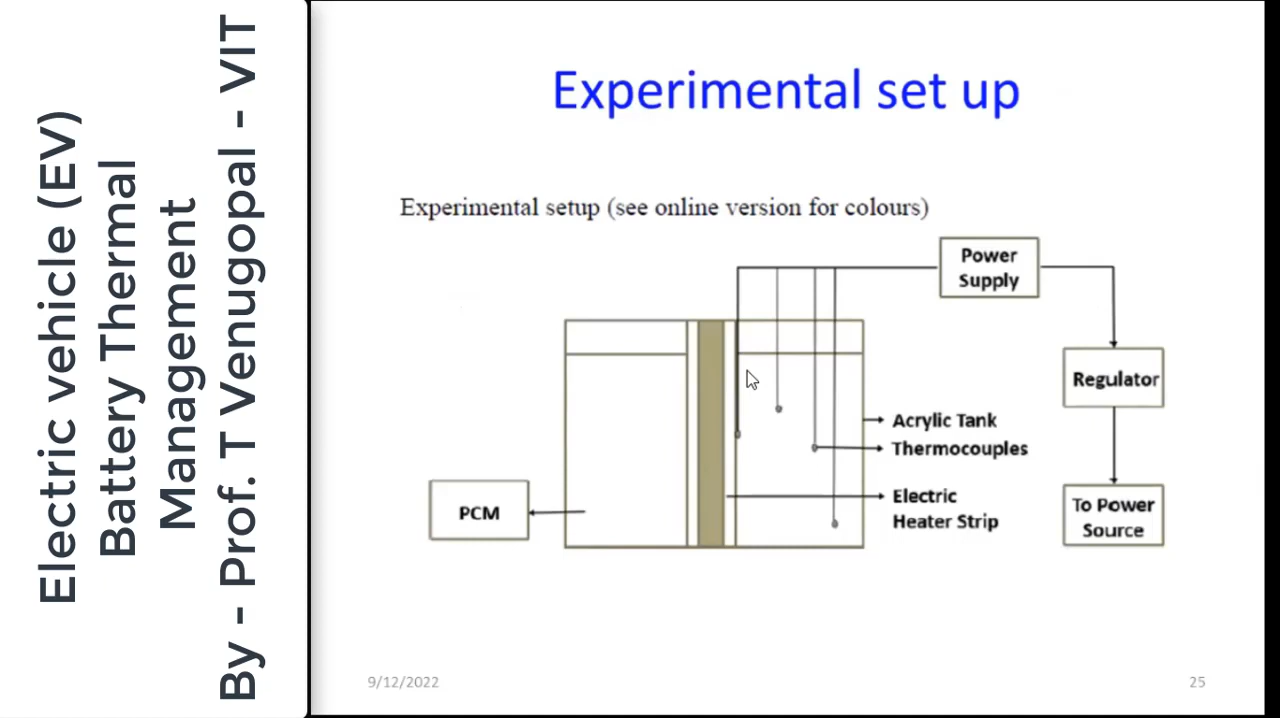 Electric vehicle (EV)
Battery Thermal
Management
By - Prof. T Venugopal - VIT
Experimental set up
Experimental setup (see online version for colours)
Power
Supply
Regulator
Acrylic Tank
Thermocouples
Electric
Heater Strip
To Power
Source
PCM
9/12/2022
25